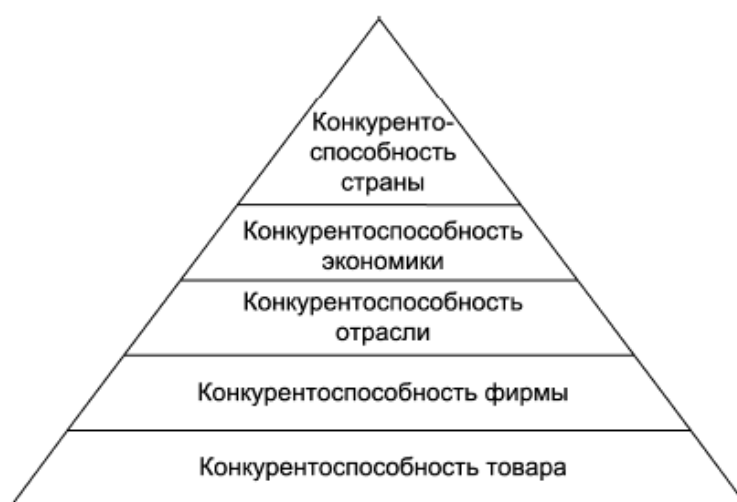 Конкуренто-
способность
страны
Конкурентоспособность
экономики
Конкурентоспособность
отрасли
Конкурентоспособность фирмы
Конкурентоспособность товара